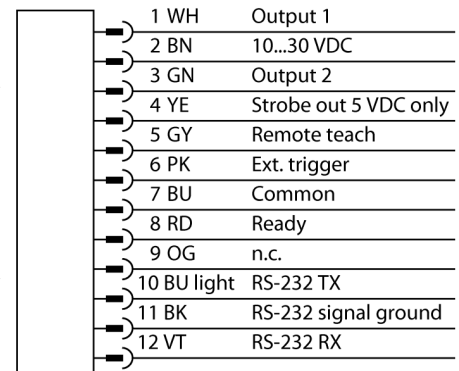 1 WH Output 1
2 BN 10...30 VDC
3 GN Output 2
4 YE Strobe out 5 VDC only
5 GY Remote teach
6 PK Ext. trigger
7 BU Common
8 RD Ready
9 OG n.c.
10 BU light RS-232 TX
11 BK RS-232 signal ground
12 VT RS-232 RX